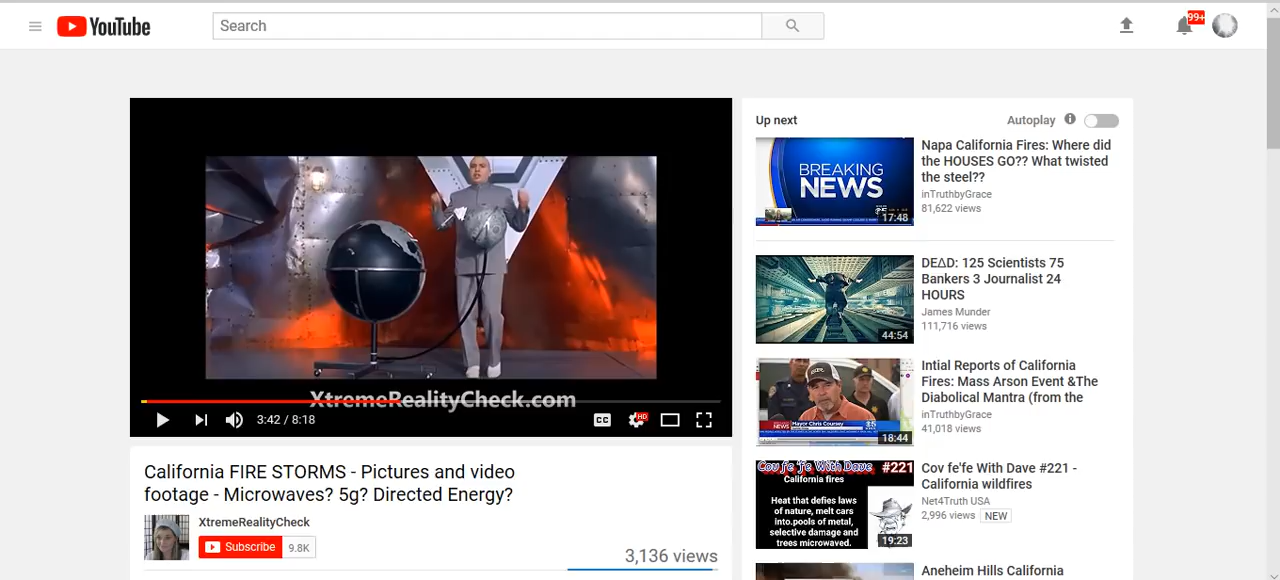 YouTube
Search
99+
XtremeRealityCheck.com
3:42 / 8:18
CC
HD
California FIRE STORMS - Pictures and video
footage - Microwaves? 5g? Directed Energy?
XtremeRealityCheck
Subscribe 9.8K
3,136 views
Up next
Autoplay
BREAKING
NEWS
17:48
Napa California Fires: Where did
the HOUSES GO?? What twisted
the steel??
inTruthbyGrace
81,622 views
44:54
DEΔD: 125 Scientists 75
Bankers 3 Journalist 24
HOURS
James Munder
111,716 views
NEWS
Mayor Chris Coursey
18:44
Intial Reports of California
Fires: Mass Arson Event &The
Diabolical Mantra (from the
inTruthbyGrace
41,018 views
Cov fe'fe With Dave #221
California fires
Heat that defies laws
of nature, melt cars
into.pools of metal,
selective damage and
trees microwaved.
19:23
Cov fe'fe With Dave #221 -
California wildfires
Net4Truth USA
2,996 views NEW
Aneheim Hills California